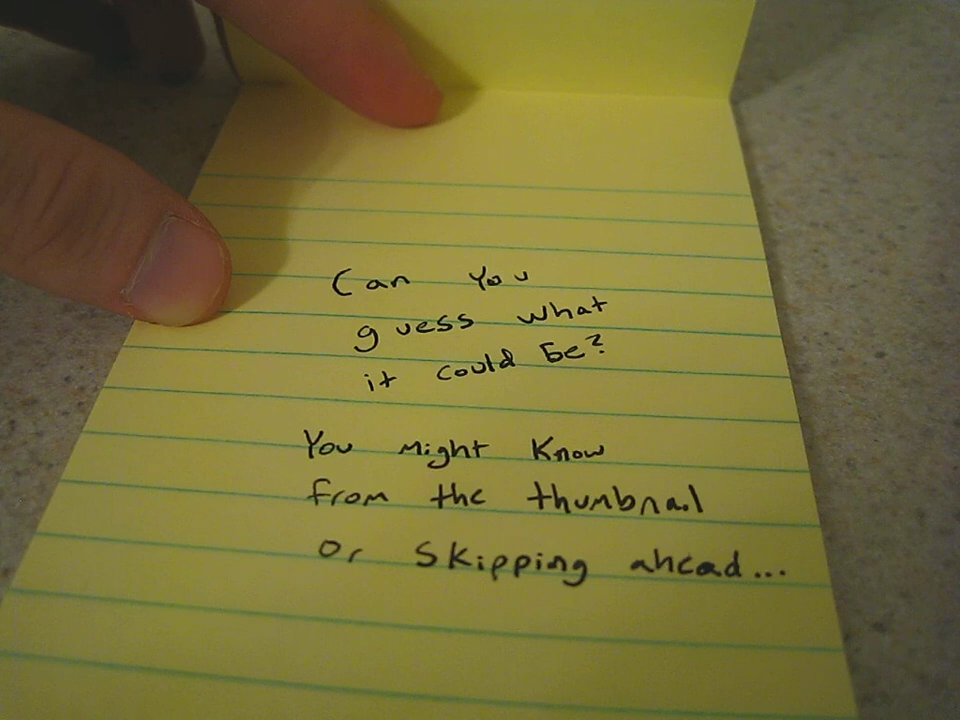 Can You
guess what
it could be?
You might know
from the thumbnail
or skipping ahead...